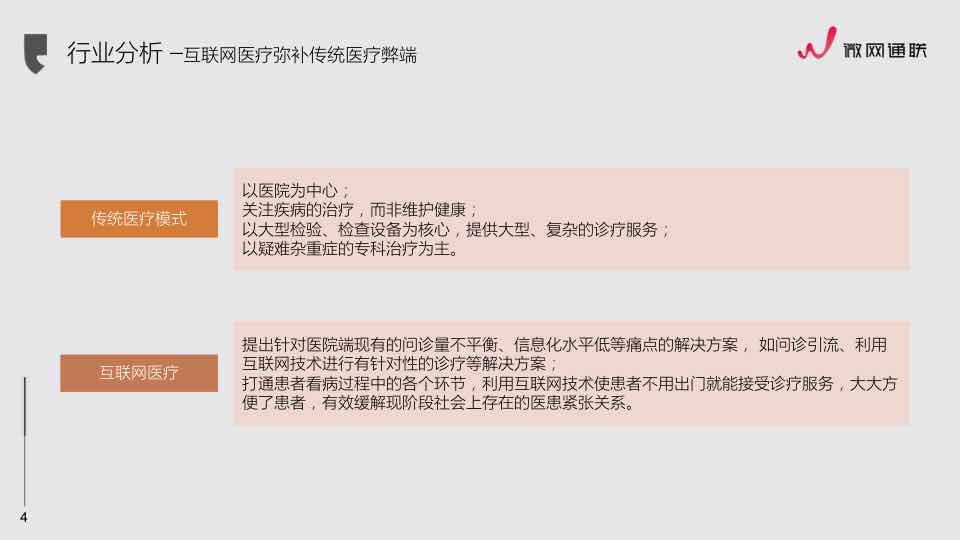 行业分析 –互联网医疗弥补传统医疗弊端
微网通联
传统医疗模式
以医院为中心；
关注疾病的治疗，而非维护健康；
以大型检验、检查设备为核心，提供大型、复杂的诊疗服务；
以疑难杂重症的专科治疗为主。
互联网医疗
提出针对医院端现有的问诊量不平衡、信息化水平低等痛点的解决方案， 如问诊引流、利用
互联网技术进行有针对性的诊疗等解决方案；
打通患者看病过程中的各个环节，利用互联网技术使患者不用出门就能接受诊疗服务，大大方
便了患者，有效缓解现阶段社会上存在的医患紧张关系。
4